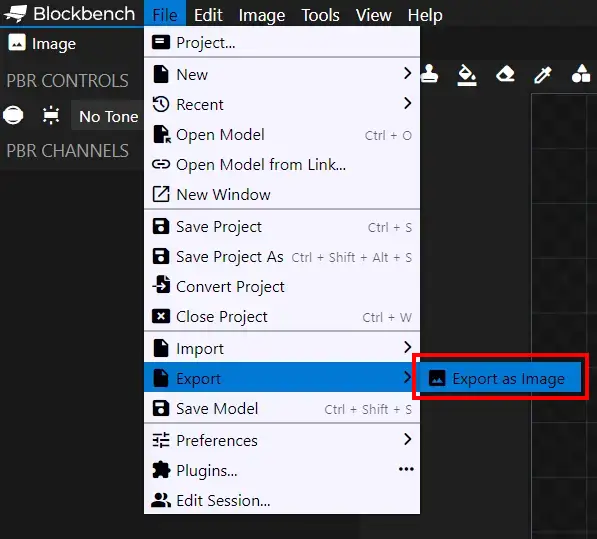 Blockbench File Edit Image Tools View Help
Image
PBR CONTROLS
No Tone
PBR CHANNELS
Project...
New
Recent
Open Model Ctrl + O
Open Model from Link...
New Window
Save Project Ctrl + S
Save Project As Ctrl + Shift + Alt + S
Convert Project
Close Project Ctrl + W
Import
Export
Export as Image
Save Model Ctrl + Shift + S
Preferences
Plugins...
Edit Session...